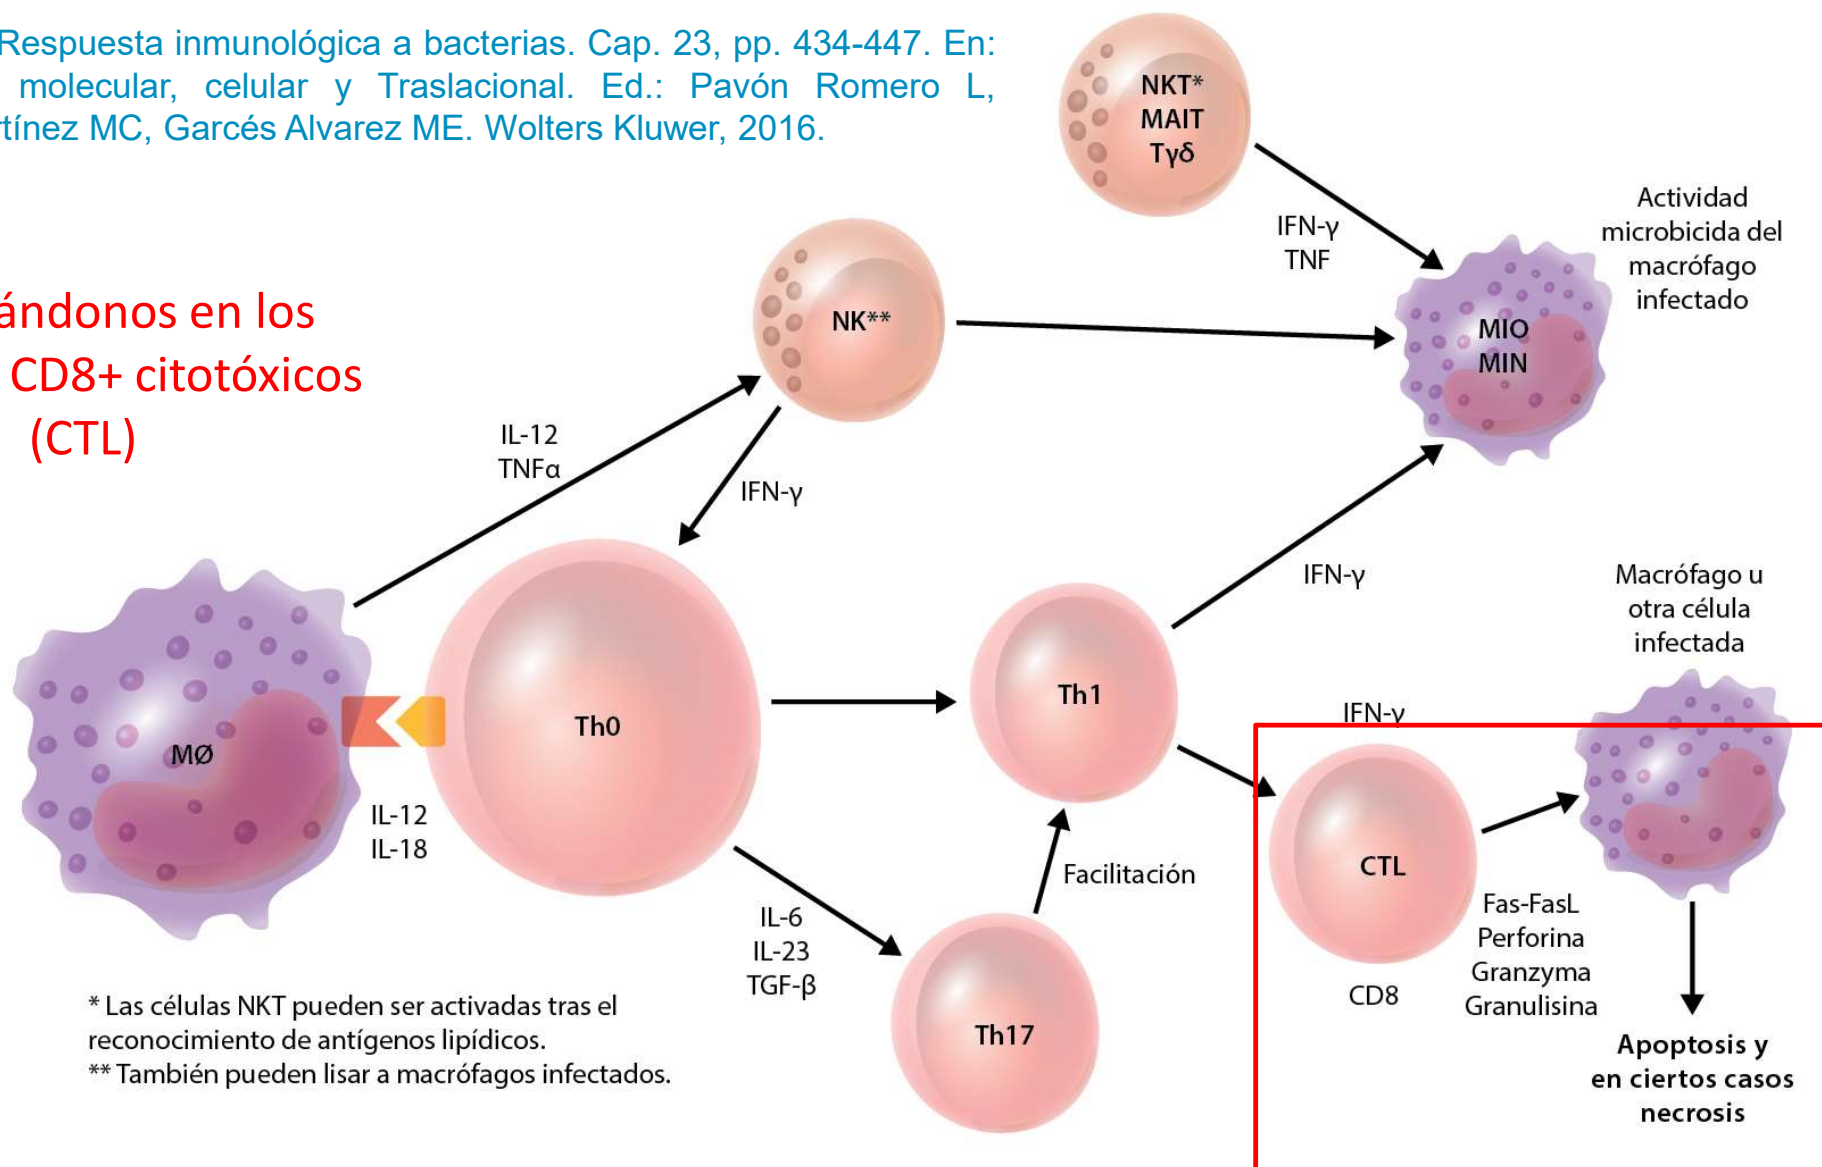 Respuesta inmunológica a bacterias. Cap. 23, pp. 434-447. En:
molecular, celular y Traslacional. Ed.: Pavón Romero L,
rtínez MC, Garcés Alvarez ME. Wolters Kluwer, 2016.
ándonos en los
CD8+ citotóxicos
(CTL)
NKT*
MAIT
Tγδ
IFN-γ
TNF
Actividad
microbicida del
macrófago
infectado
NK**
MIO
MIN
IL-12
TNFα
IFN-γ
IFN-γ
Macrófago u
otra célula
infectada
MØ
IL-12
IL-18
Th0
Th1
IFN-γ
CTL
Facilitación
Fas-FasL
Perforina
Granzyma
Granulisina
CD8
IL-6
IL-23
TGF-β
Th17
Apoptosis y
en ciertos casos
necrosis
* Las células NKT pueden ser activadas tras el
reconocimiento de antígenos lipídicos.
** También pueden lisar a macrófagos infectados.